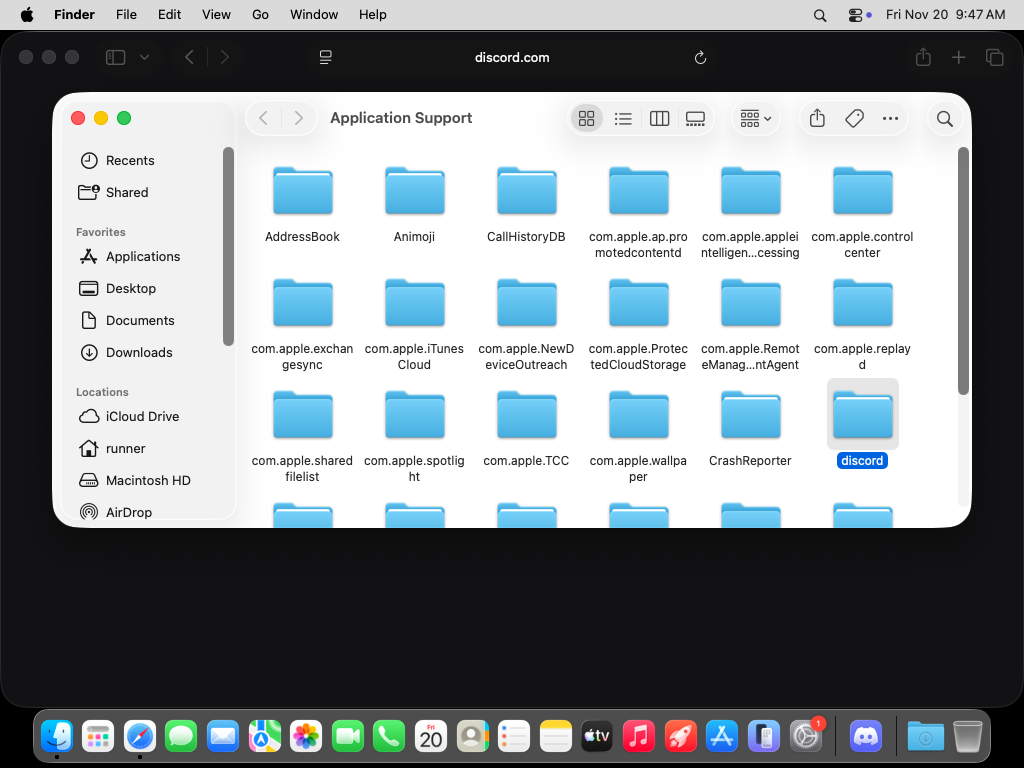 Finder File Edit View Go Window Help Fri Nov 20 9:47 AM
discord.com
Application Support
Recents
Shared
Favorites
Applications
Desktop
Documents
Downloads
Locations
iCloud Drive
runner
Macintosh HD
AirDrop
AddressBook
Animoji
CallHistoryDB
com.apple.ap.pro
motedcontentd
com.apple.applei
ntelligen...cessing
com.apple.control
center
com.apple.exchan
gesync
com.apple.iTunes
Cloud
com.apple.NewD
eviceOutreach
com.apple.Protec
tedCloudStorage
com.apple.Remot
eManag...ntAgent
com.apple.replay
d
com.apple.shared
filelist
com.apple.spotlig
ht
com.apple.TCC
com.apple.wallpa
per
CrashReporter
discord
Fri
20
tv
1